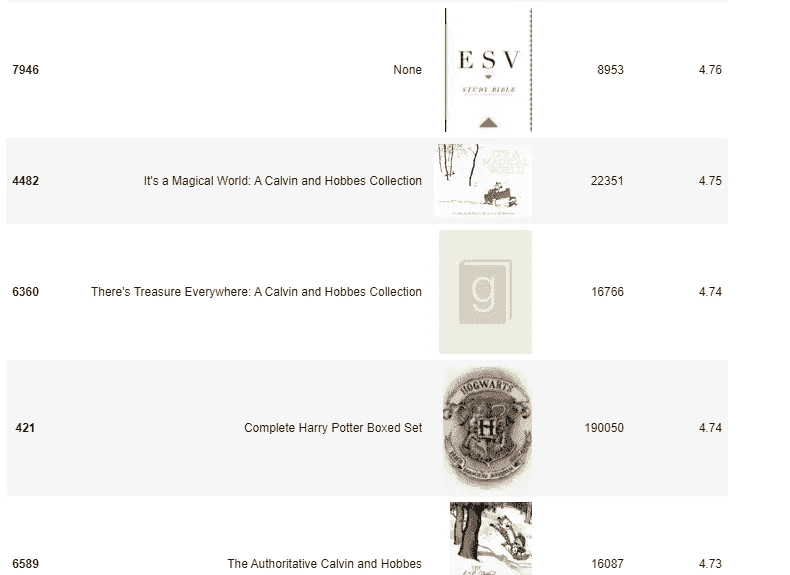 7946 None ESV STUDY BIBLE 8953 4.76
4482 It's a Magical World: A Calvin and Hobbes Collection IT'S A MAGICAL WORLD 22351 4.75
6360 There's Treasure Everywhere: A Calvin and Hobbes Collection g 16766 4.74
421 Complete Harry Potter Boxed Set HOGWARTS H 190050 4.74
6589 The Authoritative Calvin and Hobbes THE 16087 4.73